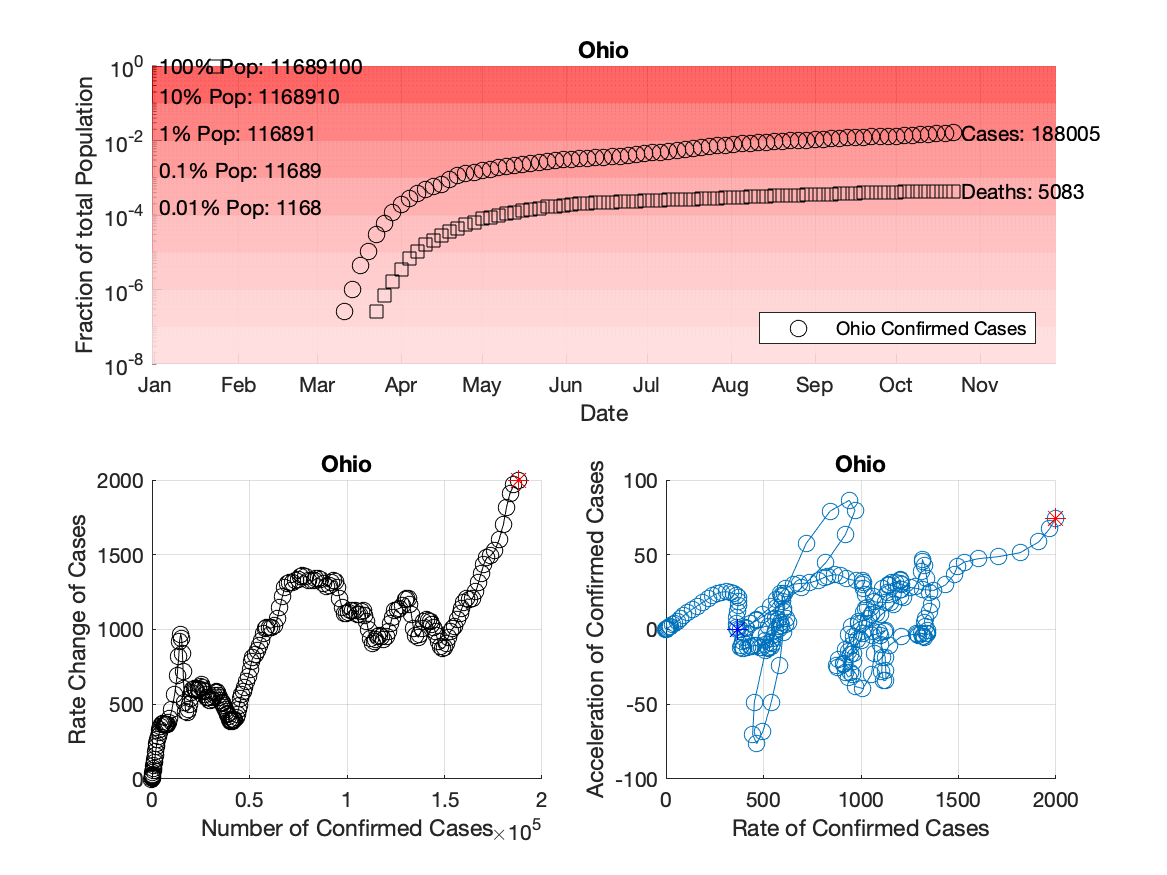 Ohio
Fraction of total Population
10^0
10^-2
10^-4
10^-6
10^-8
100% Pop: 11689100
10% Pop: 1168910
1% Pop: 116891
0.1% Pop: 11689
0.01% Pop: 1168
Cases: 188005
Deaths: 5083
Ohio Confirmed Cases
Jan Feb Mar Apr May Jun Jul Aug Sep Oct Nov
Date
Ohio
Rate Change of Cases
2000
1500
1000
500
0
0 0.5 1 1.5 2
Number of Confirmed Cases ×10^5
Ohio
Acceleration of Confirmed Cases
100
50
0
-50
-100
0 500 1000 1500 2000
Rate of Confirmed Cases